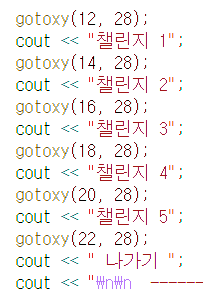 gotoxy(12, 28);
cout << "챌린지 1";
gotoxy(14, 28);
cout << "챌린지 2";
gotoxy(16, 28);
cout << "챌린지 3";
gotoxy(18, 28);
cout << "챌린지 4";
gotoxy(20, 28);
cout << "챌린지 5";
gotoxy(22, 28);
cout << " 나가기 ";
cout << "₩n₩n  ------